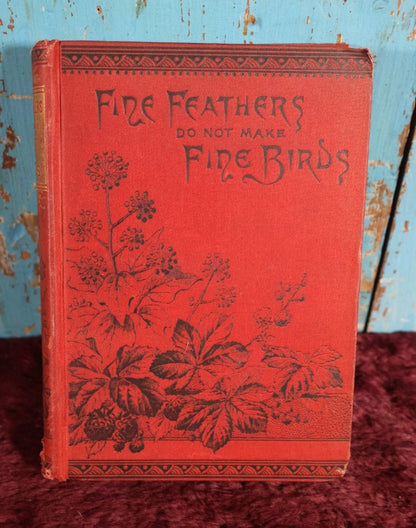 FINE FEATHERS
DO NOT MAKE
FINE BIRDS